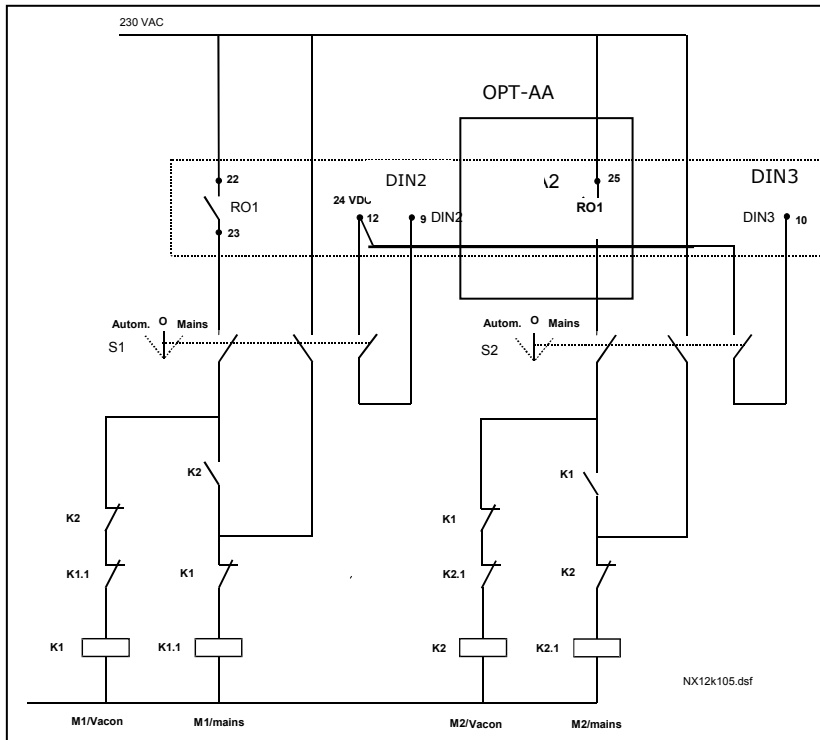 230 VAC
OPT-AA
22
RO1
23
24 VDC
12
DIN2
9
DIN2
A2
25
RO1
DIN3
DIN3
10
Autom. O Mains
S1
Autom. O Mains
S2
K2
K1
K2
K1
K1.1
K1
K2.1
K2
K1
K1.1
K2
K2.1
NX12k105.dsf
M1/Vacon
M1/mains
M2/Vacon
M2/mains